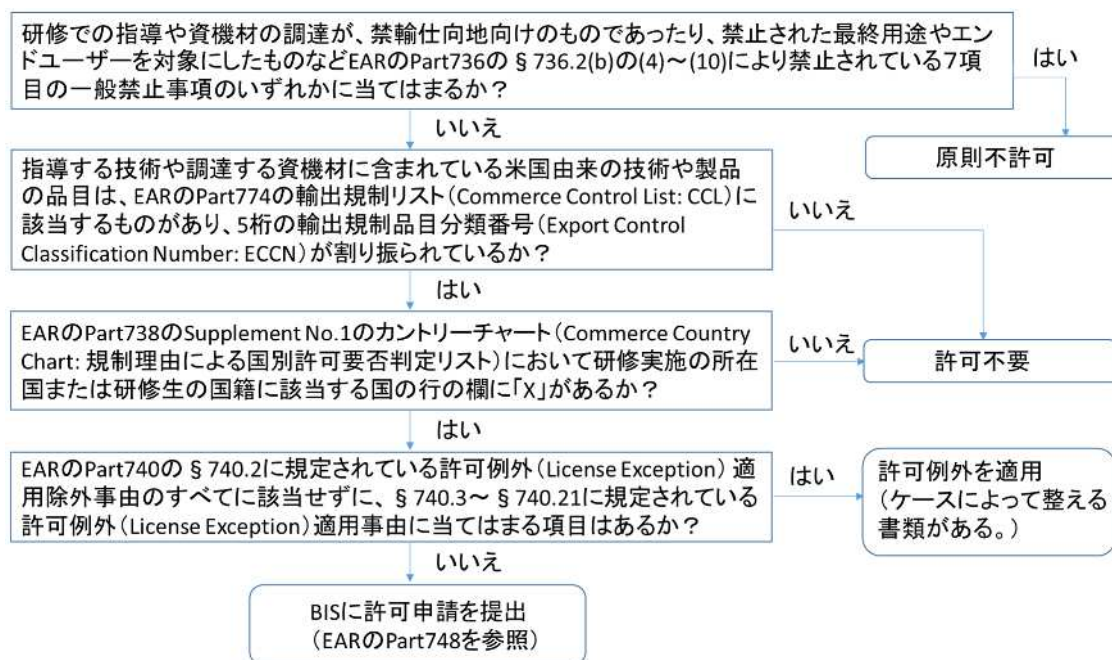 研修での指導や資機材の調達が、禁輸仕向地向けのものであったり、禁止された最終用途やエン
ドユーザーを対象にしたものなどEARのPart736の§736.2(b)の(4)~(10)により禁止されている7項
目の一般禁止事項のいずれかに当てはまるか?
はい
いいえ
原則不許可
指導する技術や調達する資機材に含まれている米国由来の技術や製品
の品目は、EARのPart774の輸出規制リスト(Commerce Control List: CCL)に
該当するものがあり、5桁の輸出規制品目分類番号(Export Control
Classification Number: ECCN)が割り振られているか?
いいえ
はい
EARのPart738のSupplement No.1のカントリーチャート(Commerce Country
Chart: 規制理由による国別許可要否判定リスト)において研修実施の所在
国または研修生の国籍に該当する国の行の欄に「X」があるか?
いいえ
許可不要
はい
EARのPart740の§740.2に規定されている許可例外(License Exception) 適
用除外事由のすべてに該当せずに、§740.3~§740.21に規定されている
許可例外(License Exception)適用事由に当てはまる項目はあるか?
はい
許可例外を適用
(ケースによって整える
書類がある。)
いいえ
BISに許可申請を提出
(EARのPart748を参照)